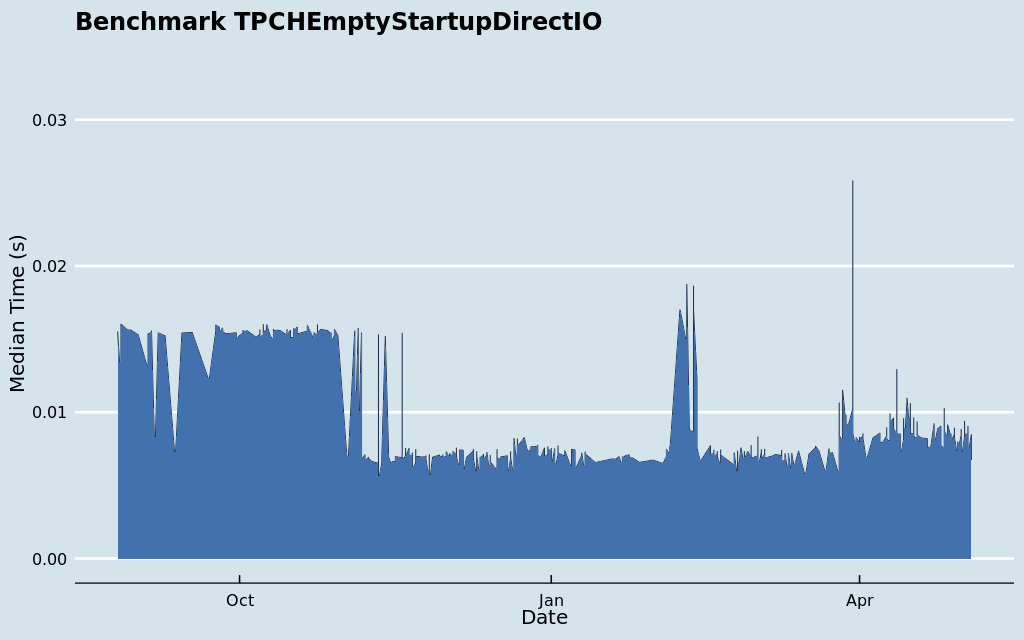 Benchmark TPCHEmptyStartupDirectIO
0.03
0.02
0.01
0.00
Median Time (s)
Oct
Jan
Apr
Date